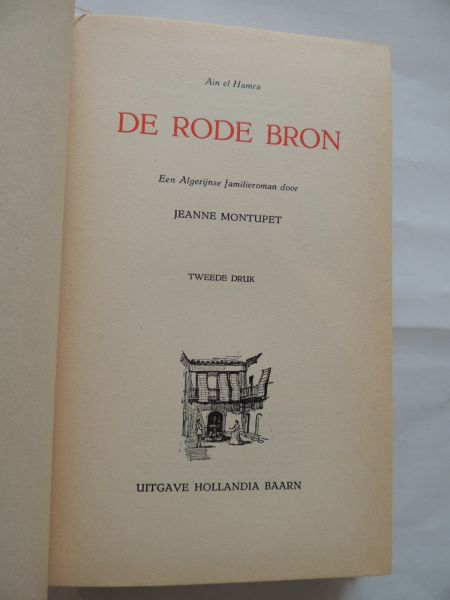 Aïn el Hamra
DE RODE BRON
Een Algerijnse familieroman door
JEANNE MONTUPET
TWEEDE DRUK
UITGAVE HOLLANDIA BAARN